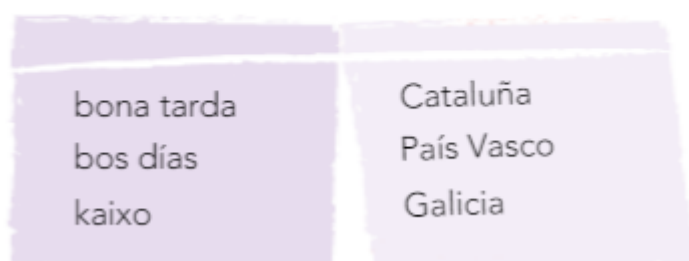 bona tarda
bos días
kaixo
Cataluña
País Vasco
Galicia